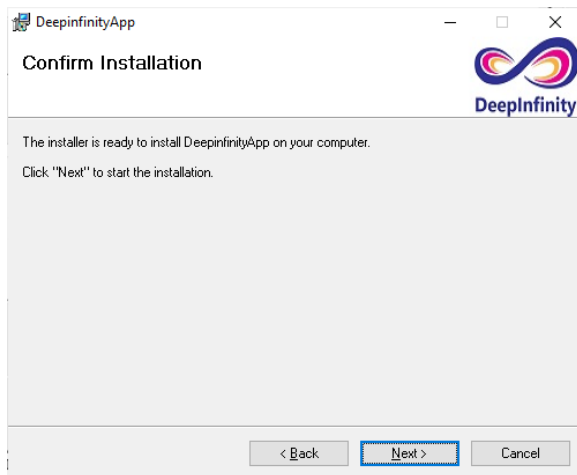 DeepinfinityApp
Confirm Installation
DeepInfinity
The installer is ready to install DeepinfinityApp on your computer.
Click "Next" to start the installation.
< Back
Next >
Cancel